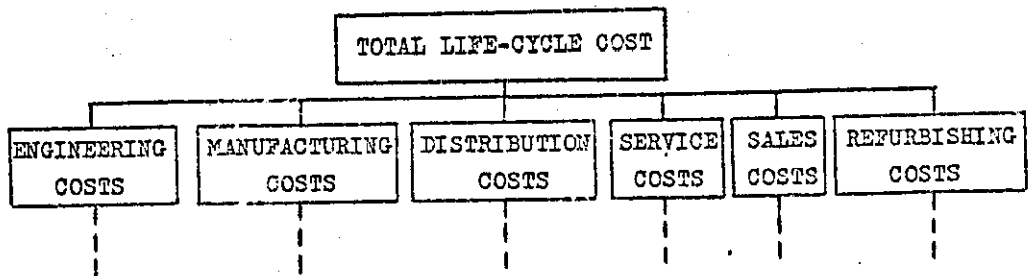 TOTAL LIFE-CYCLE COST
ENGINEERING
COSTS
MANUFACTURING
COSTS
DISTRIBUTION
COSTS
SERVICE
COSTS
SALES
COSTS
REFURBISHING
COSTS